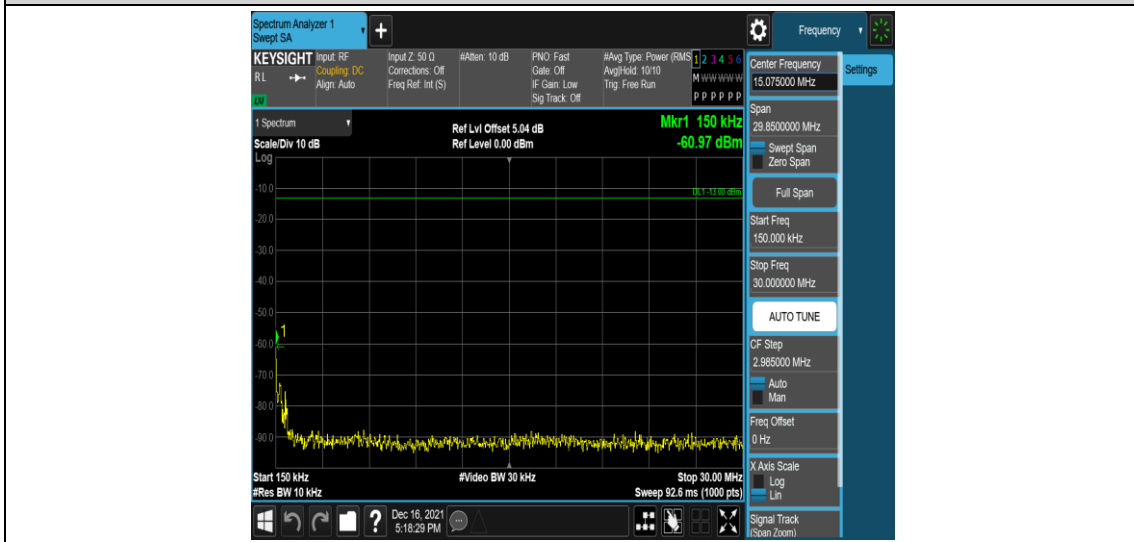 Spectrum Analyzer 1
Swept SA
+
Frequency
KEYSIGHT
RL
LXI
Input: RF
Coupling: DC
Align: Auto
Input Z: 50 Ω
Corrections: Off
Freq Ref: Int (S)
#Atten: 10 dB
PNO: Fast
Gate: Off
IF Gain: Low
Sig Track: Off
#Avg Type: Power (RMS
Avg|Hold: 10/10
Trig: Free Run
1 2 3 4 5 6
M W W W W W
P P P P P P
1 Spectrum
Scale/Div 10 dB
Log
Ref Lvl Offset 5.04 dB
Ref Level 0.00 dBm
Mkr1 150 kHz
-60.97 dBm
DL1 -13.00 dBm
-10.0
-20.0
-30.0
-40.0
-50.0
-60.0
-70.0
-80.0
-90.0
1
Start 150 kHz
#Video BW 30 kHz
Stop 30.00 MHz
#Res BW 10 kHz
Sweep 92.6 ms (1000 pts)
?
Dec 16, 2021
5:18:29 PM
Center Frequency
15.075000 MHz
Settings
Span
29.8500000 MHz
Swept Span
Zero Span
Full Span
Start Freq
150.000 kHz
Stop Freq
30.000000 MHz
AUTO TUNE
CF Step
2.985000 MHz
Auto
Man
Freq Offset
0 Hz
X Axis Scale
Log
Lin
Signal Track
(Span Zoom)